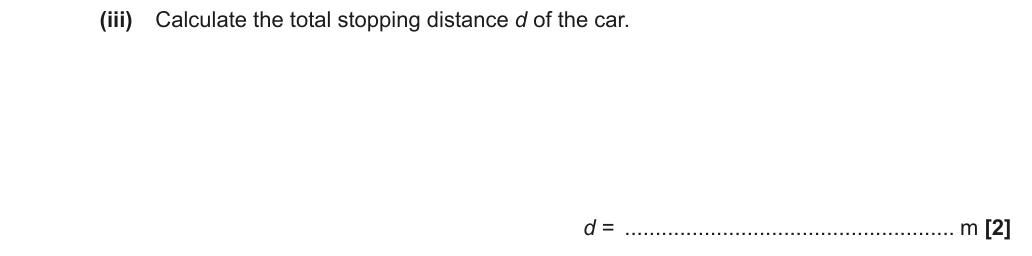 (iii) Calculate the total stopping distance d of the car.
d = ...................................................... m [2]